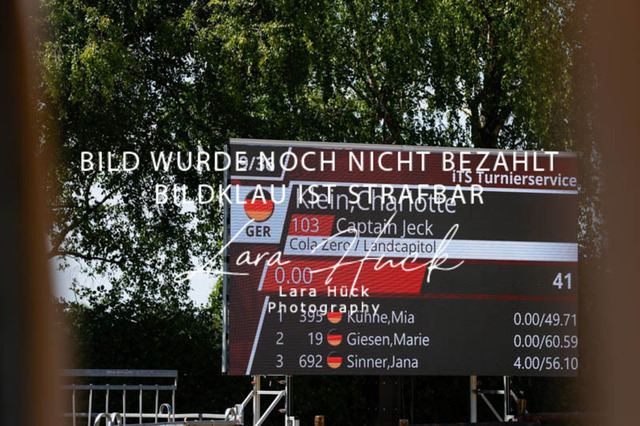 BILD WURDE NOCH NICHT BEZAHLT
iTS Turnierservice
BILDKLAU IST STRAFBAR
Klein,Charlotte
GER
103 Captain Jeck
Cola Zero / Landcapitol
Lara Hück
0.00 41
Lara Hück
Photography
1 395 Kühne,Mia 0.00/49.71
2 19 Giesen,Marie 0.00/60.59
3 692 Sinner,Jana 4.00/56.10